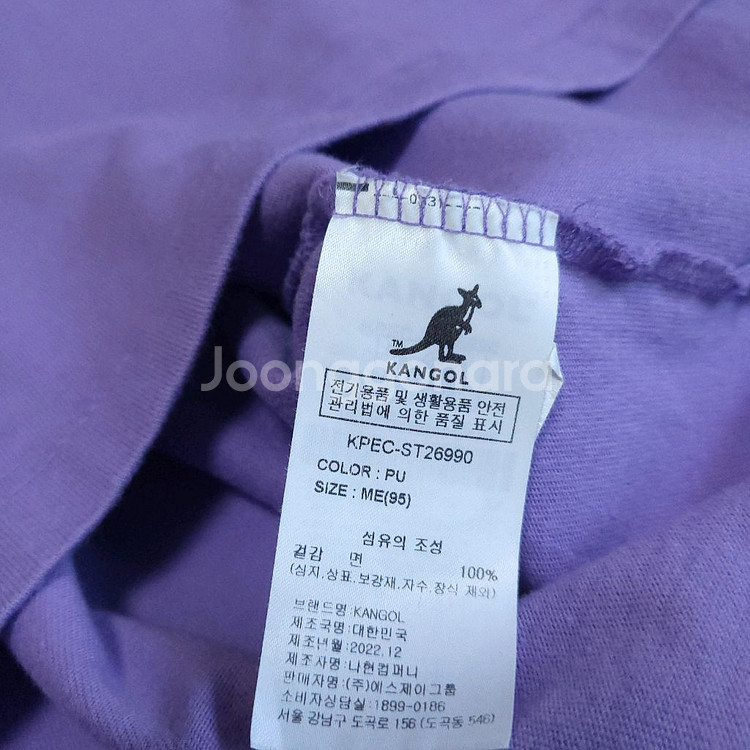 TM
KANGOL
Joongonara
전기용품 및 생활용품 안전
관리법에 의한 품질 표시
KPEC-ST26990
COLOR : PU
SIZE : ME(95)
섬유의 조성
겉감 면 100%
(심지,상표,보강재,자수,장식 제외)
브랜드명:KANGOL
제조국명:대한민국
제조년월:2022.12
제조사명:나현컴퍼니
판매자명:(주)에스제이그룹
소비자상담실:1899-0186
서울 강남구 도곡로 156 (도곡동 546)